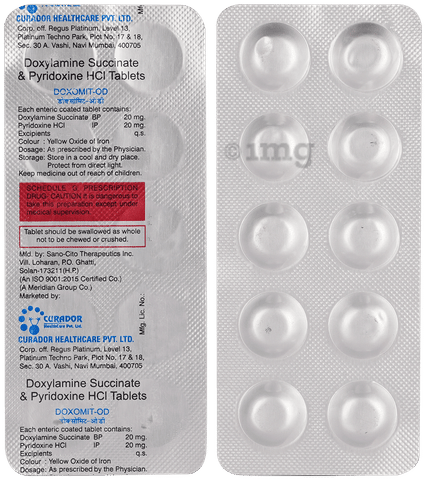 CURADOR
Healthcare Pvt. Ltd.
CURADOR HEALTHCARE PVT. LTD.
Corp. off. Regus Platinum, Level 13,
Platinum Techno Park, Plot No. 17 & 18,
Sec. 30 A. Vashi, Navi Mumbai, 400705
Doxylamine Succinate
& Pyridoxine HCl Tablets
DOXOMIT-OD
डोक्सोमिट-ओडी
Each enteric coated tablet contains:
Doxylamine Succinate BP 20 mg.
Pyridoxine HCl IP 20 mg.
Excipients q.s.
Colour : Yellow Oxide of Iron
Dosage: As prescribed by the Physician.
Storage: Store in a cool and dry place.
Protect from direct light.
Keep medicine out of reach of children.
SCHEDULE G PRESCRIPTION
DRUG- CAUTION it is dangerous to
take this preparation except under
medical supervision.
Tablet should be swallowed as whole
not to be chewed or crushed.
Mfd. by: Sano-Cito Therapeutics Inc.
Vill. Loharan, P.O. Ghatti,
Solan-173211(H.P.)
(An ISO 9001:2015 Certified Co.)
(A Meridian Group Co.)
Marketed by:
Mfg. Lic. No.
CURADOR
Healthcare Pvt. Ltd.
CURADOR HEALTHCARE PVT. LTD.
Corp. off. Regus Platinum, Level 13,
Platinum Techno Park, Plot No. 17 & 18,
Sec. 30 A. Vashi, Navi Mumbai, 400705
Doxylamine Succinate
& Pyridoxine HCl Tablets
DOXOMIT-OD
डोक्सोमिट-ओडी
Each enteric coated tablet contains:
Doxylamine Succinate BP 20 mg.
Pyridoxine HCl IP 20 mg.
Excipients q.s.
Colour : Yellow Oxide of Iron
Dosage: As prescribed by the Physician.
© 1mg